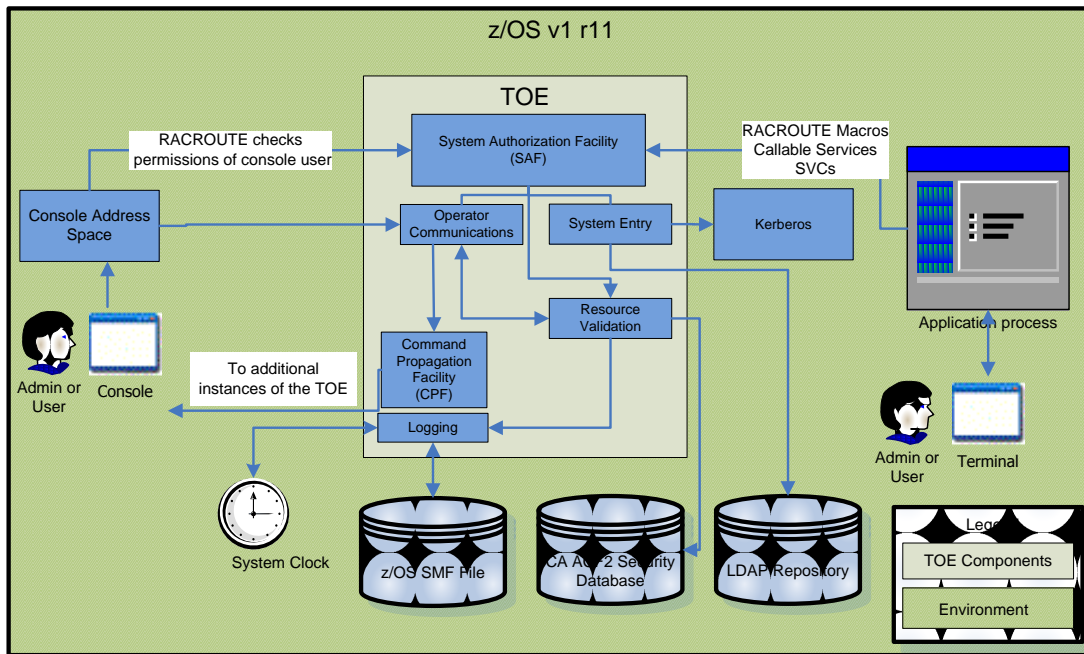 z/OS v1 r11
TOE
RACROUTE checks
permissions of console user
System Authorization Facility
(SAF)
RACROUTE Macros
Callable Services
SVCs
Console Address
Space
Operator
Communications
System Entry
Kerberos
Resource
Validation
Application process
Command
Propagation
Facility
(CPF)
To additional
instances of the TOE
Admin or
User
Console
Logging
Admin or
User
Terminal
System Clock
z/OS SMF File
CA ACF2 Security
Database
LDAP Repository
TOE Components
Environment